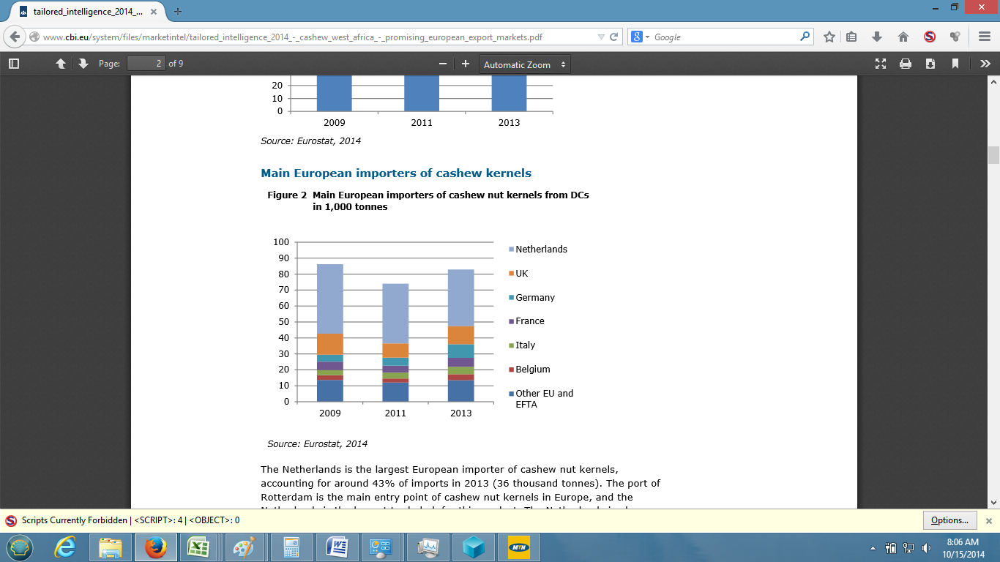 tailored_intelligence_2014_-...
www.cbi.eu/system/files/marketintel/tailored_intelligence_2014_-_cashew_west_africa_-_promising_european_export_markets.pdf
Google
Page: 2 of 9
Automatic Zoom
20
10
0
2009 2011 2013
Source: Eurostat, 2014
Main European importers of cashew kernels
Figure 2 Main European importers of cashew nut kernels from DCs
in 1,000 tonnes
100
90
80
70
60
50
40
30
20
10
0
2009 2011 2013
Netherlands
UK
Germany
France
Italy
Belgium
Other EU and
EFTA
Source: Eurostat, 2014
The Netherlands is the largest European importer of cashew nut kernels,
accounting for around 43% of imports in 2013 (36 thousand tonnes). The port of
Rotterdam is the main entry point of cashew nut kernels in Europe, and the
Scripts Currently Forbidden | <SCRIPT>: 4 | <OBJECT>: 0
Options...
MTN
8:06 AM
10/15/2014